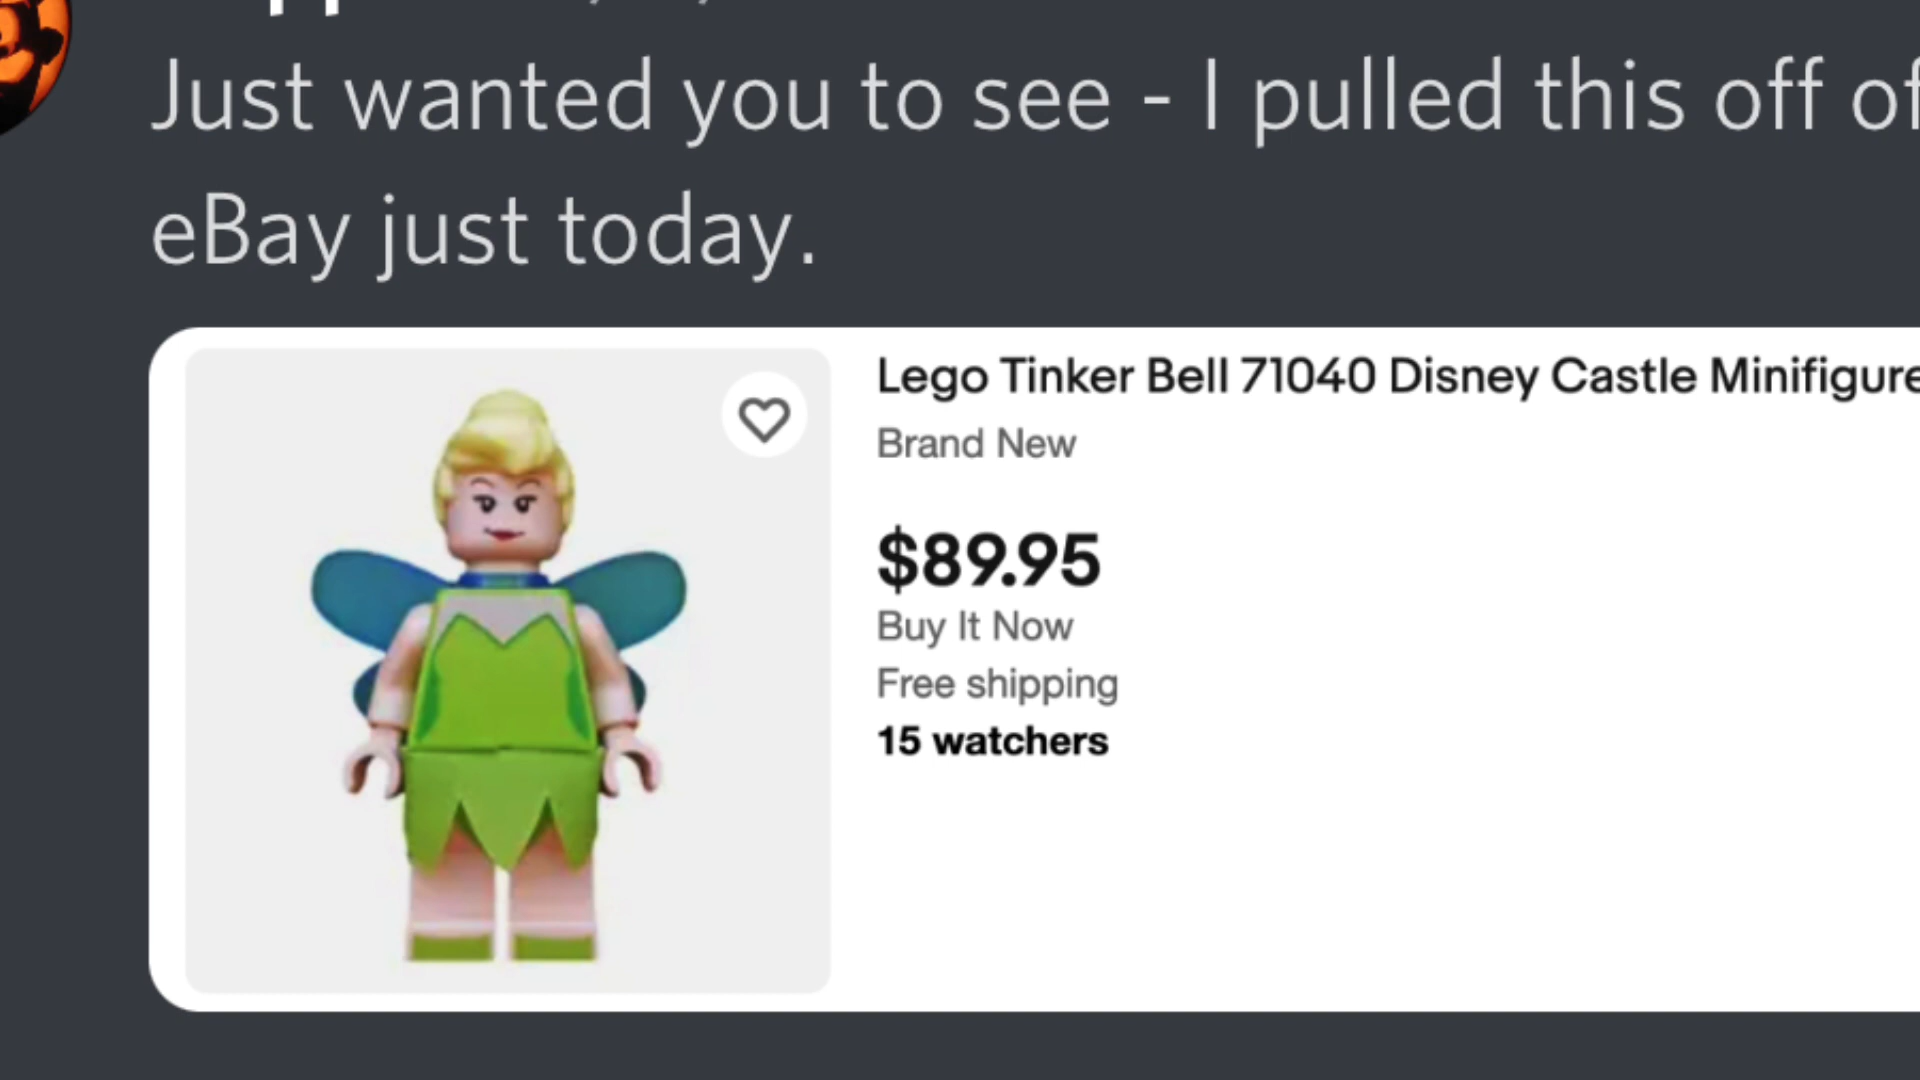 Just wanted you to see - I pulled this off of
eBay just today.
Lego Tinker Bell 71040 Disney Castle Minifigure
Brand New
$89.95
Buy It Now
Free shipping
15 watchers